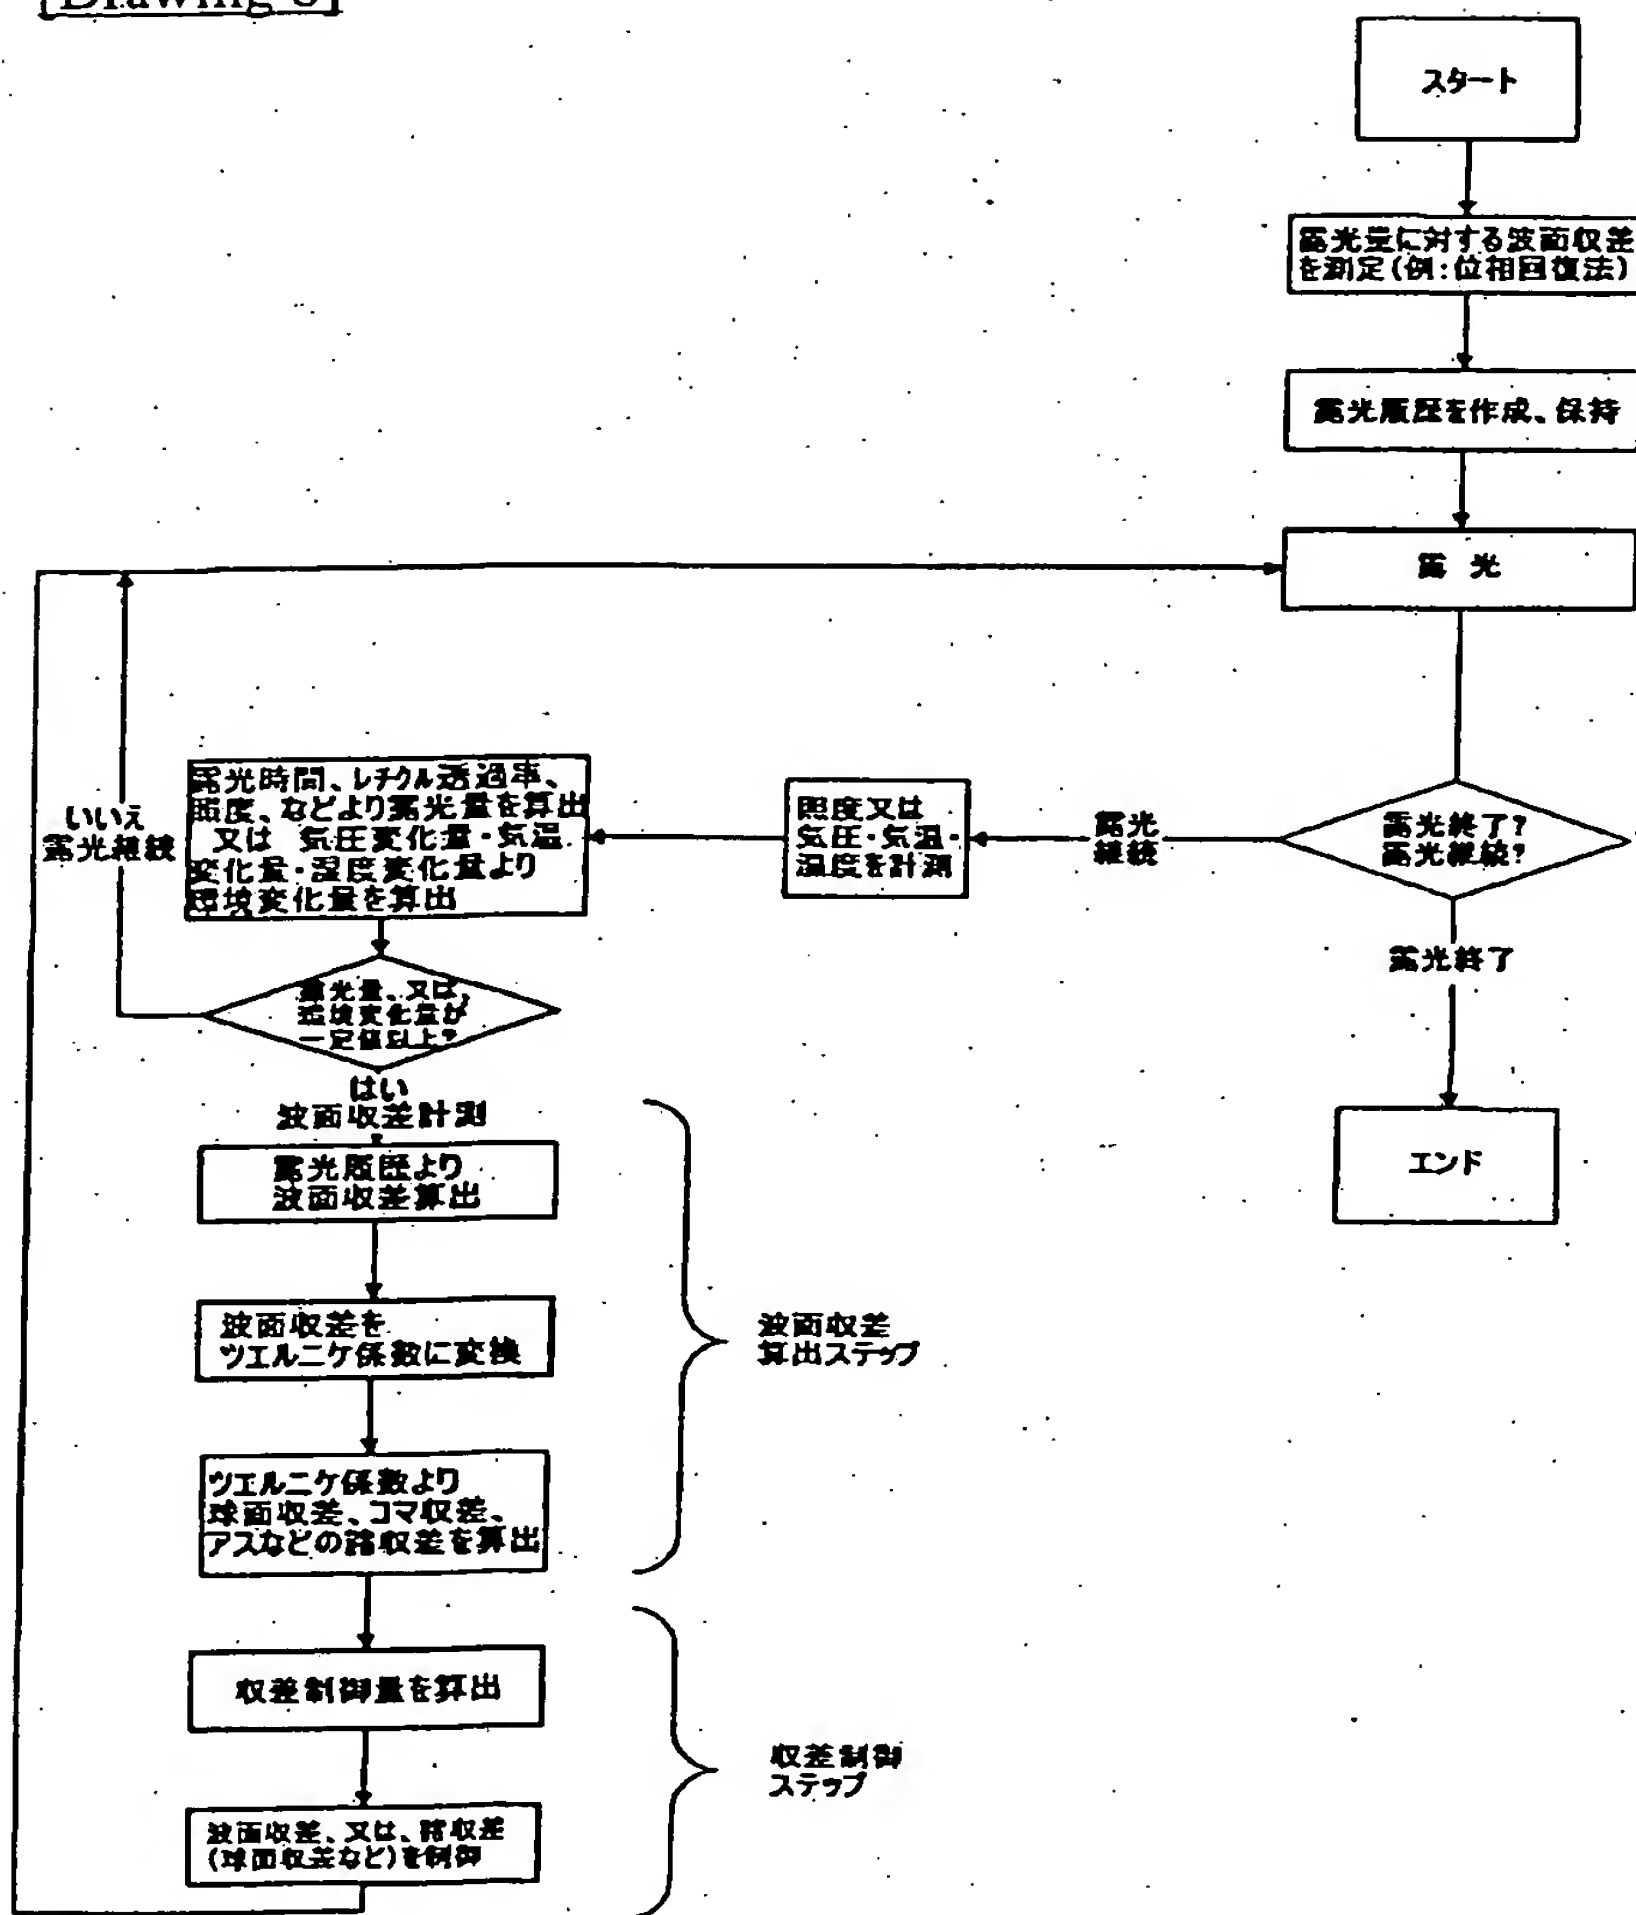 [Drawing
スタート
露光量に対する波面収差
を測定(例:位相回復法)
露光履歴を作成、保持
露 光
露光終了?
露光継続?
露光
継続
露光終了
エンド
照度又は
気圧・気温・
湿度を計測
露光時間、レチクル透過率、
照度、などより露光量を算出
又は 気圧変化量・気温
変化量・湿度変化量より
環境変化量を算出
いいえ
露光継続
露光量、又は、
環境変化量が
一定値以上?
はい
波面収差計測
露光履歴より
波面収差算出
波面収差を
ツエルニケ係数に変換
ツエルニケ係数より
球面収差、コマ収差、
アスなどの諸収差を算出
波面収差
算出ステップ
収差制御量を算出
波面収差、又は、諸収差
(球面収差など)を制御
収差制御
ステップ